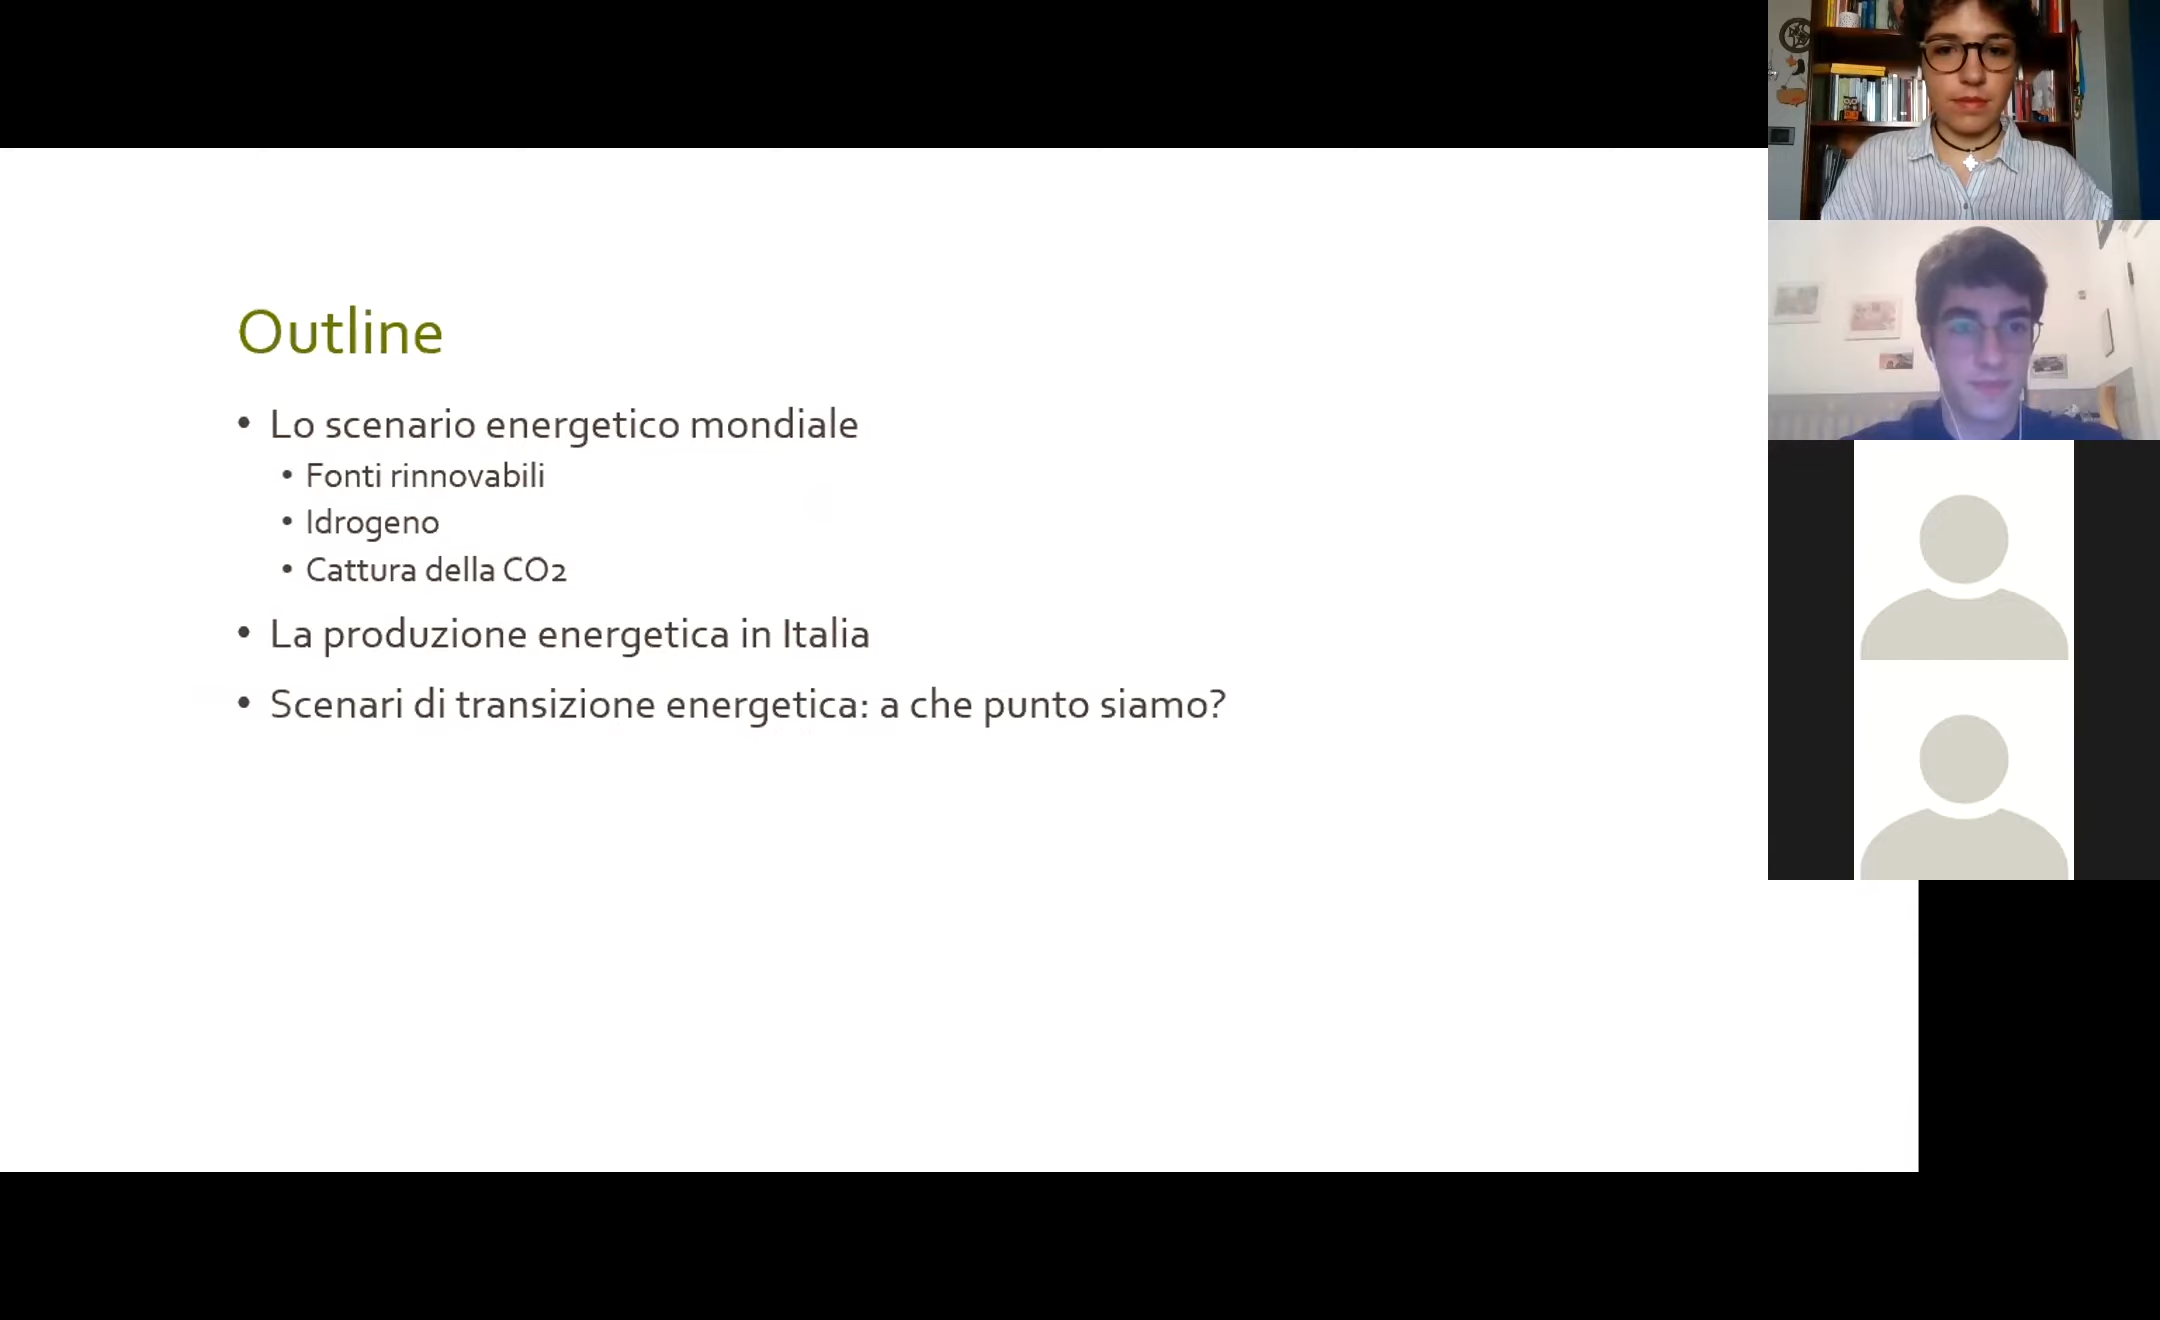 Outline
• Lo scenario energetico mondiale
• Fonti rinnovabili
• Idrogeno
• Cattura della CO2
• La produzione energetica in Italia
• Scenari di transizione energetica: a che punto siamo?